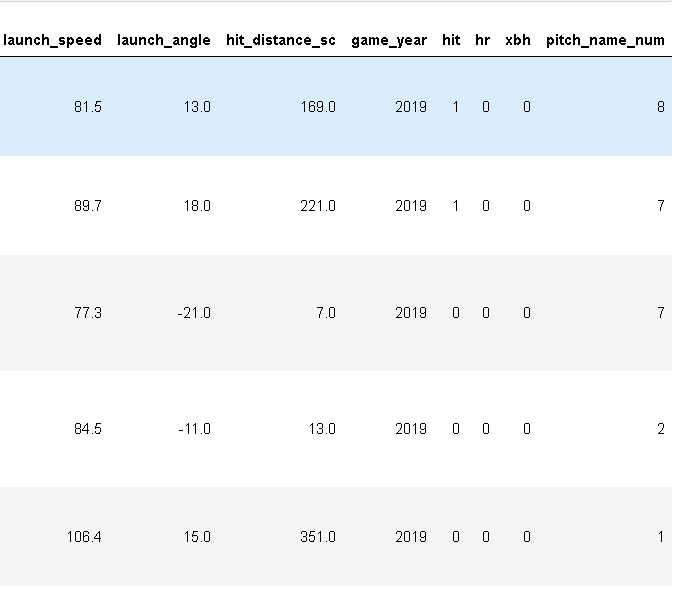 launch_speed launch_angle hit_distance_sc game_year hit hr xbh pitch_name_num
81.5 13.0 169.0 2019 1 0 0 8
89.7 18.0 221.0 2019 1 0 0 7
77.3 -21.0 7.0 2019 0 0 0 7
84.5 -11.0 13.0 2019 0 0 0 2
106.4 15.0 351.0 2019 0 0 0 1